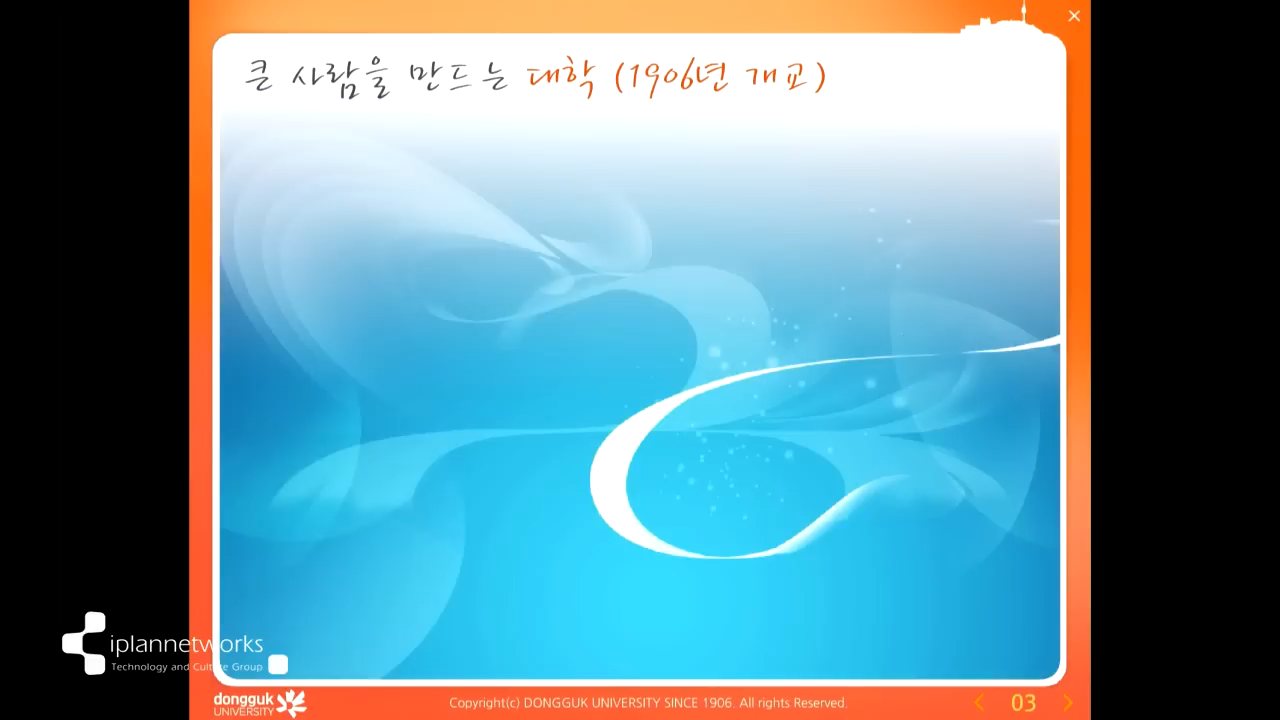 큰 사람을 만드는 대학 (1906년 개교)
iplannetworks
Technology and Culture Group
dongguk
UNIVERSITY
Copyright(c) DONGGUK UNIVERSITY SINCE 1906. All rights Reserved.
03